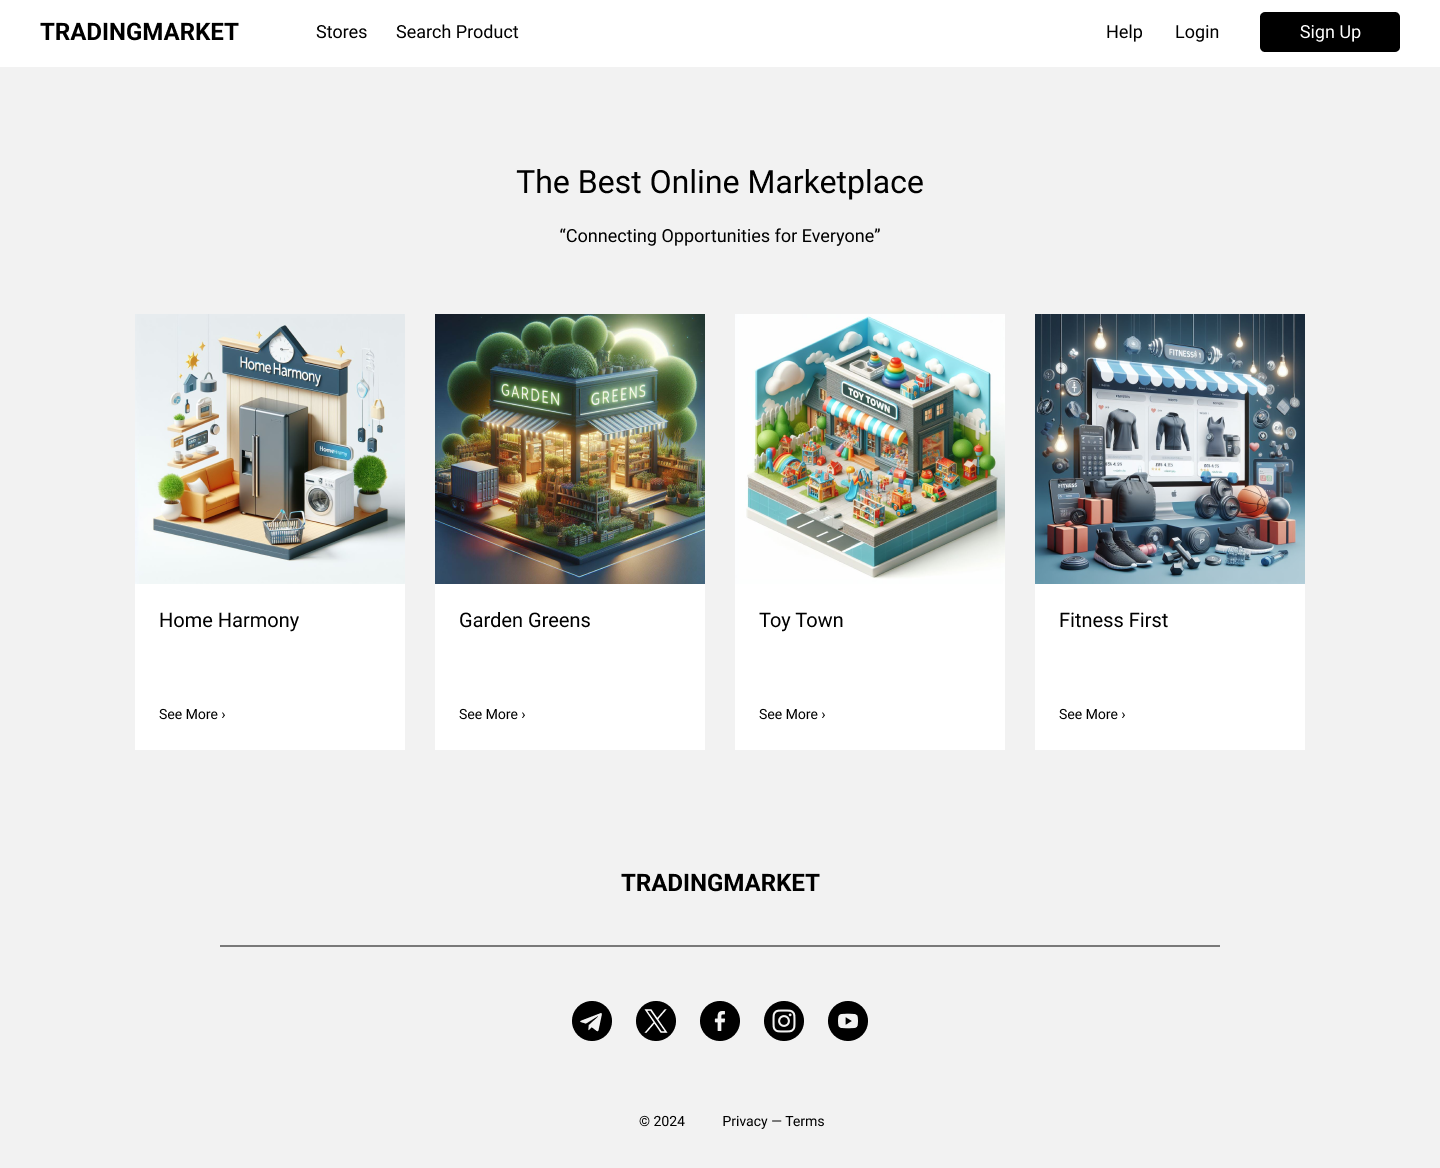 TRADINGMARKET Stores Search Product Help Login Sign Up
The Best Online Marketplace
“Connecting Opportunities for Everyone”
Home Harmony
GARDEN GREENS
TOY TOWN
FITNESS
FITNESS
Home Harmony
Garden Greens
Toy Town
Fitness First
See More ›
See More ›
See More ›
See More ›
TRADINGMARKET
© 2024 Privacy — Terms